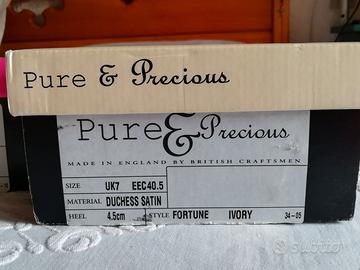 Pure & Precious
Pure & Precious
MADE IN ENGLAND BY BRITISH CRAFTSMEN
SIZE UK7 EEC40.5
MATERIAL DUCHESS SATIN
HEEL 4.5cm STYLE FORTUNE IVORY 34-05
subito